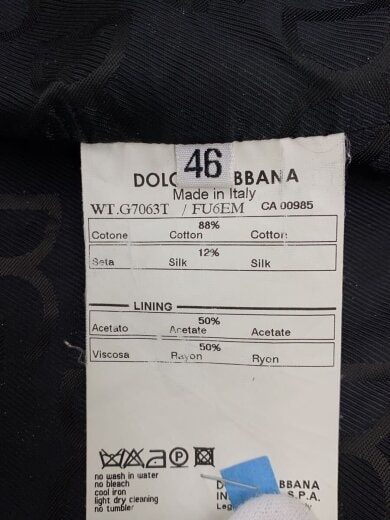 46
DOLC BBANA
Made in Italy
WT.G7063T / FU6EM CA 00985
88%
Cotone Cotton Cotton
12%
Seta Silk Silk
LINING
50%
Acetato Acetate Acetate
50%
Viscosa Rayon Ryon
P
no wash in water
no bleach
cool iron
light dry cleaning
no tumbler
D BBANA
IN S.P.A.